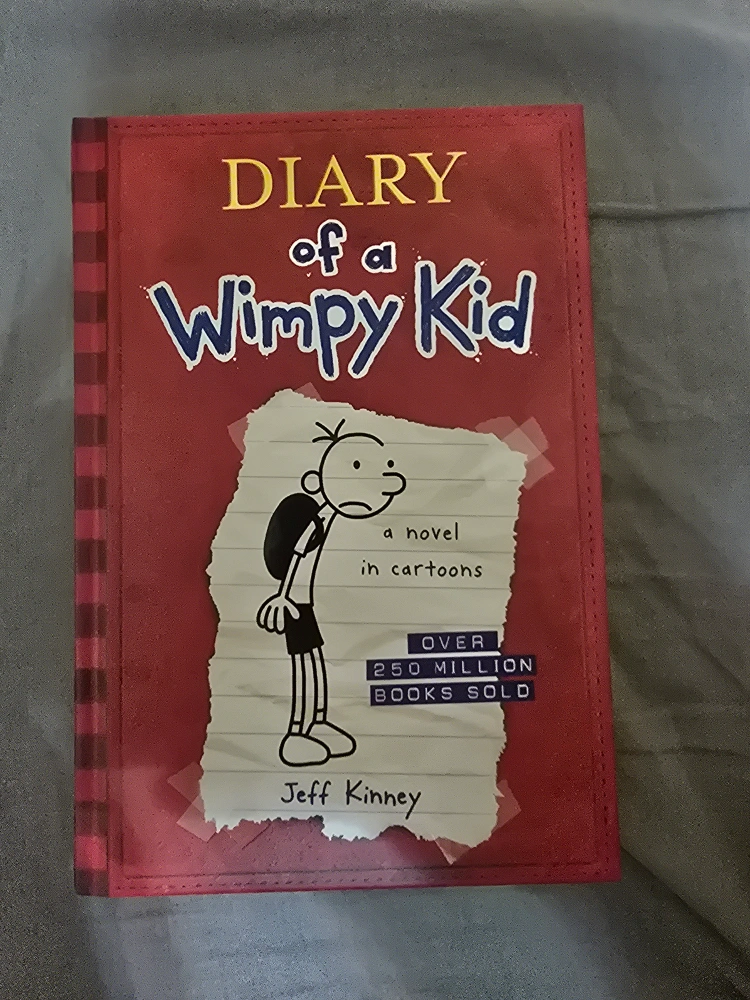 DIARY
of a
Wimpy Kid
a novel
in cartoons
OVER
250 MILLION
BOOKS SOLD
Jeff Kinney